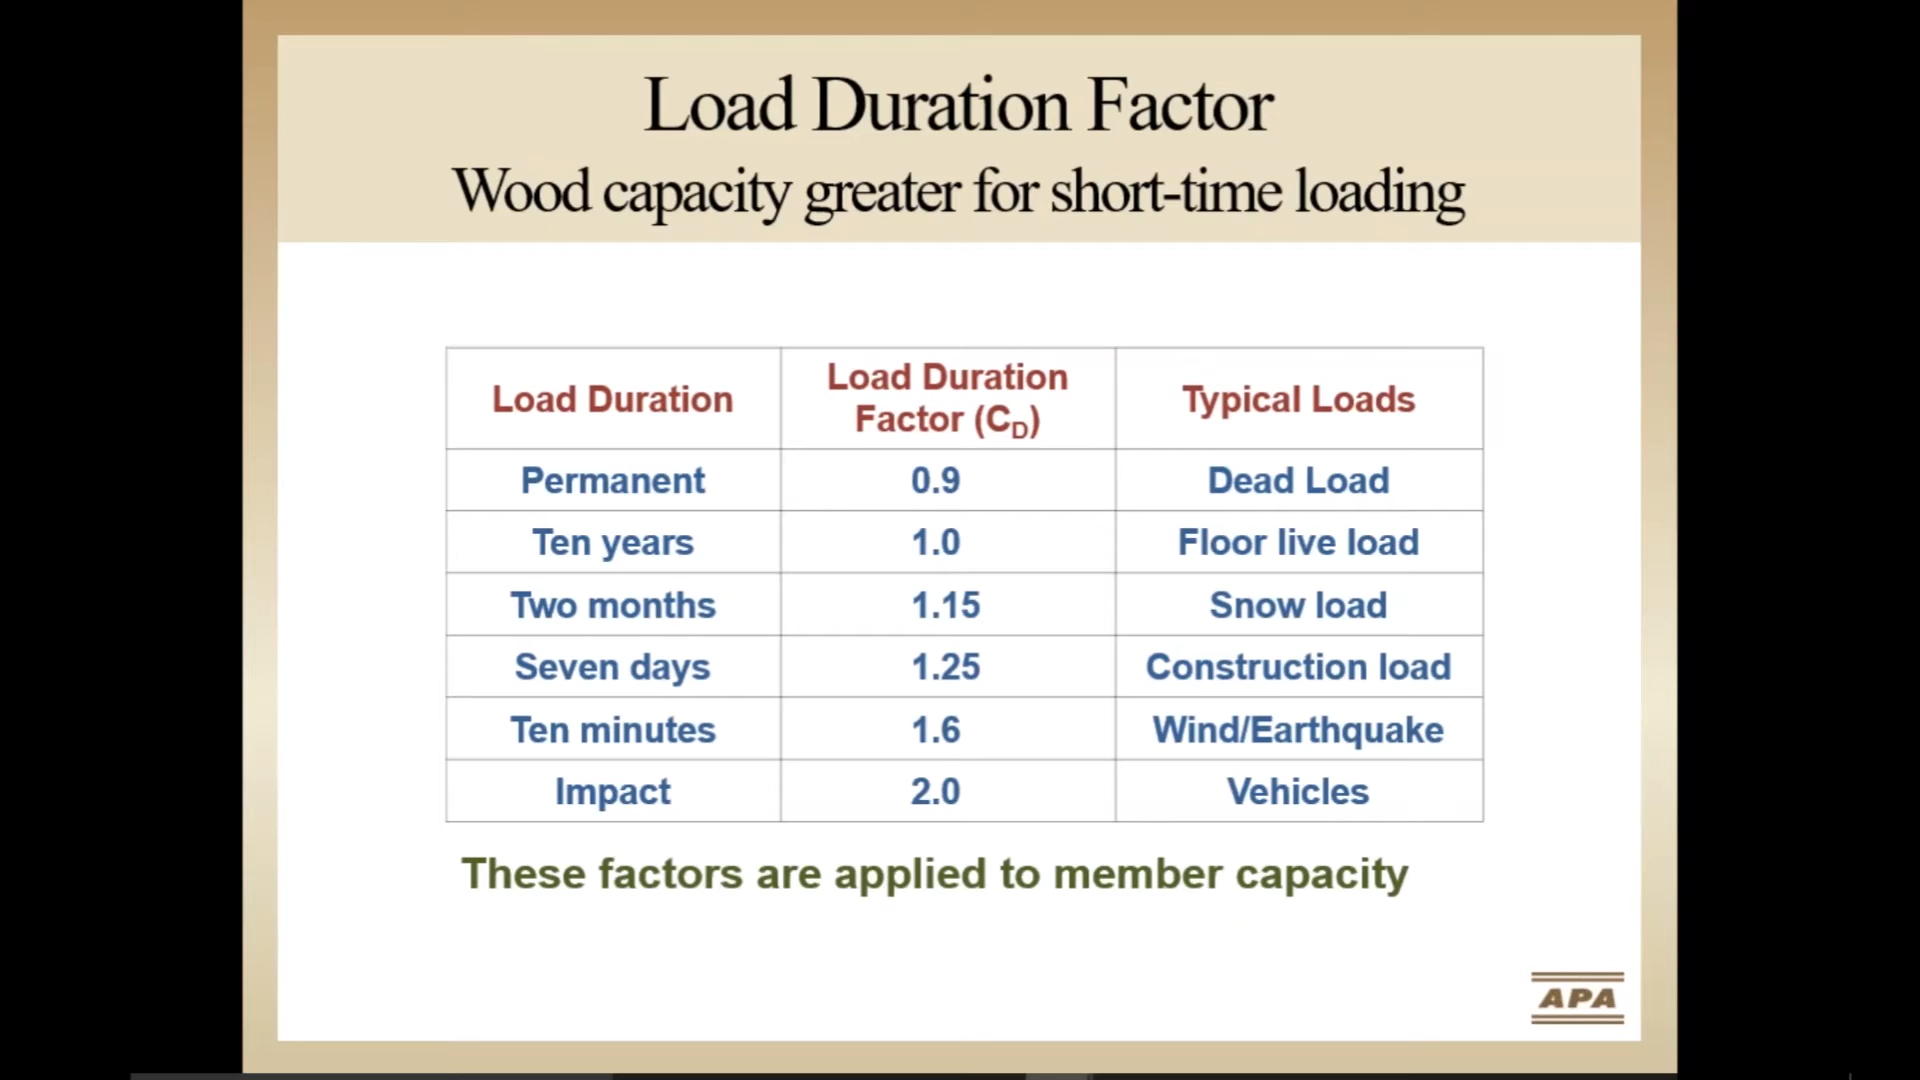 Load Duration Factor
Wood capacity greater for short-time loading
Load Duration
Load Duration
Factor (C_D)
Typical Loads
Permanent 0.9 Dead Load
Ten years 1.0 Floor live load
Two months 1.15 Snow load
Seven days 1.25 Construction load
Ten minutes 1.6 Wind/Earthquake
Impact 2.0 Vehicles
These factors are applied to member capacity
APA